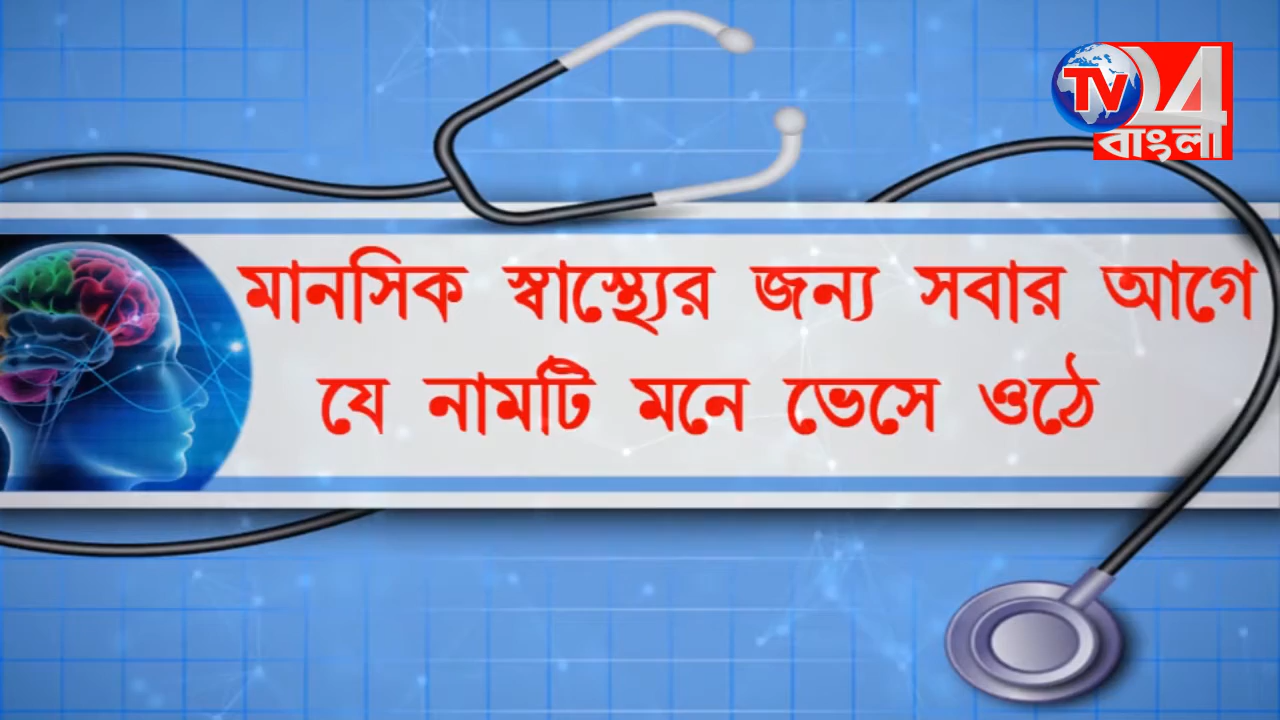 TV 24
বাংলা
মানসিক স্বাস্থ্যের জন্য সবার আগে
যে নামটি মনে ভেসে ওঠে